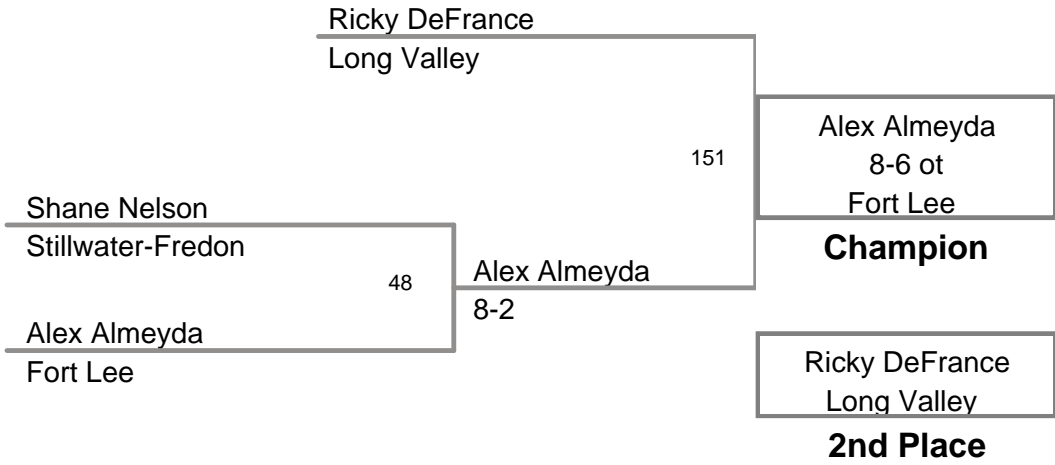 Ricky DeFrance
Long Valley
151
Alex Almeyda
8-6 ot
Fort Lee
Champion
Shane Nelson
Stillwater-Fredon
48
Alex Almeyda
8-2
Alex Almeyda
Fort Lee
Ricky DeFrance
Long Valley
2nd Place